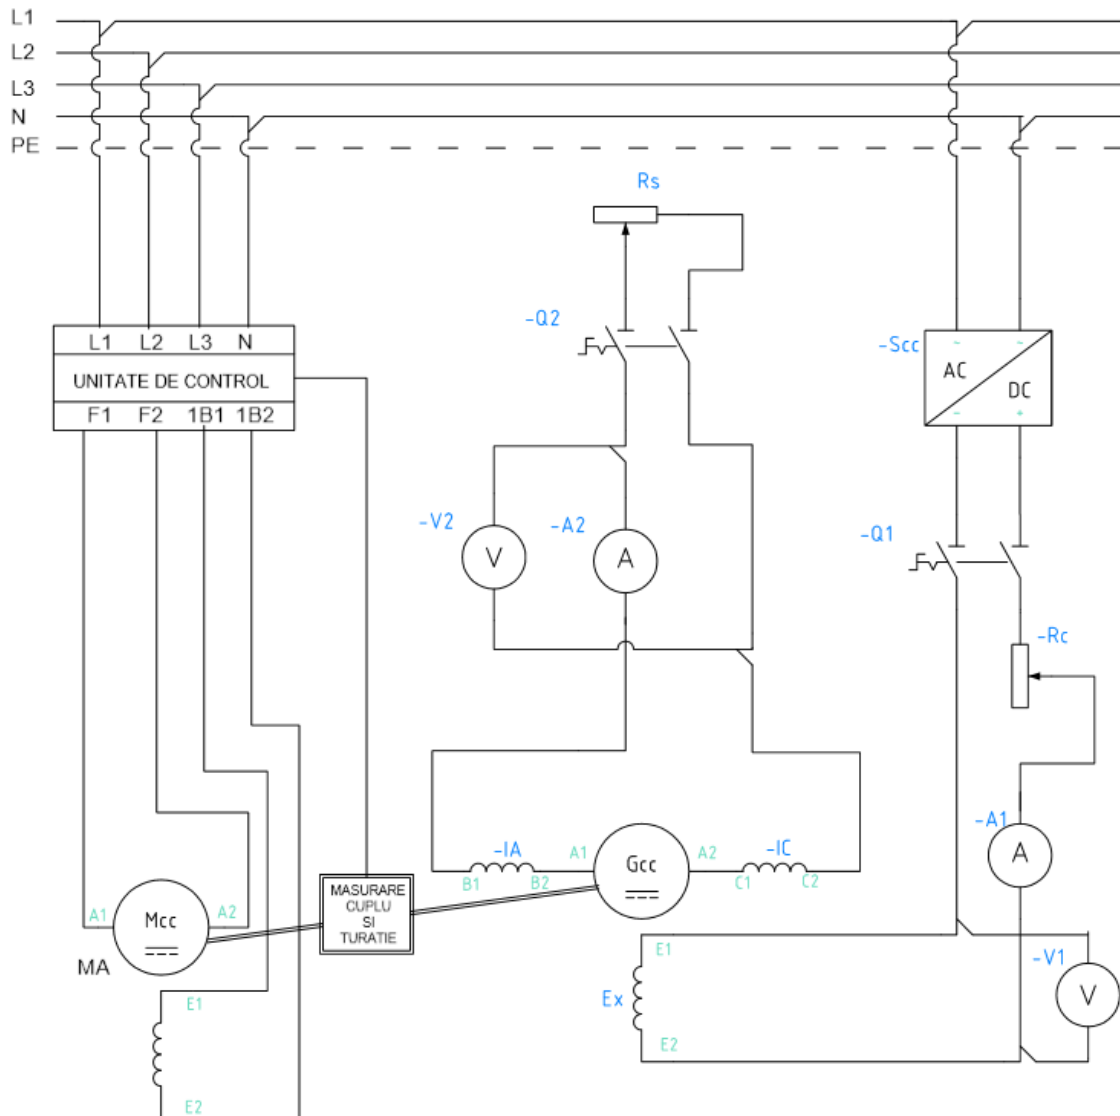 L1
L2
L3
N
PE
Rs
-Q2
-Scc
~ ~
AC
DC
- +
L1 L2 L3 N
UNITATE DE CONTROL
F1 F2 1B1 1B2
-V2
V
-A2
A
-Q1
-Rc
-A1
A
-IA
B1 B2
A1
Gcc
A2
-IC
C1 C2
MASURARE
CUPLU
SI
TURATIE
A1
Mcc
A2
MA
E1
E2
E1
Ex
E2
-V1
V